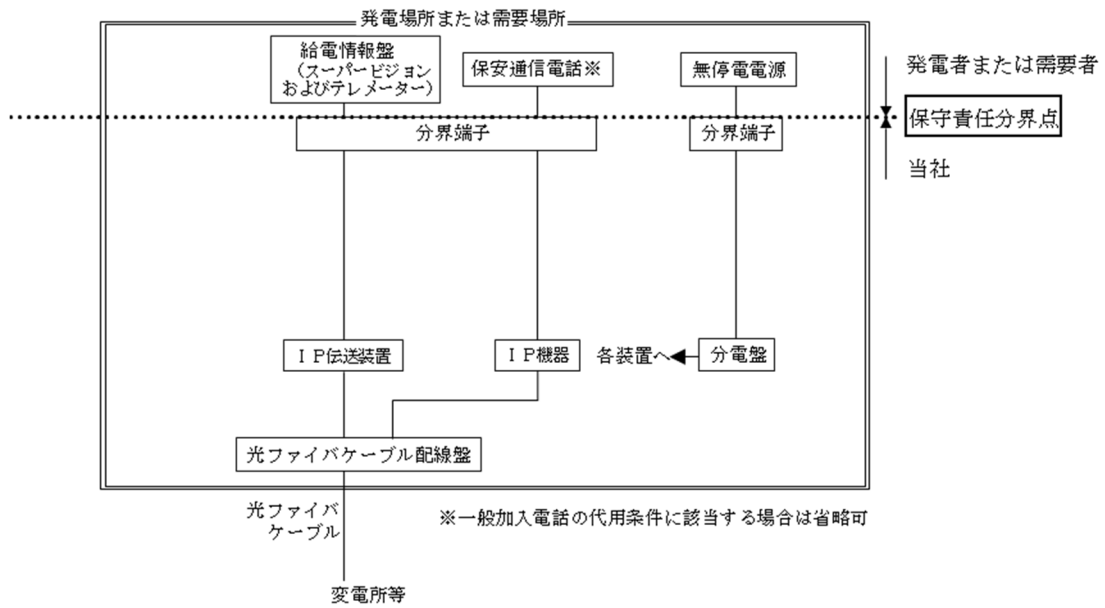 発電場所または需要場所
給電情報盤
(スーパービジョン
およびテレメーター)
保安通信電話※
無停電電源
発電者または需要者
保守責任分界点
当社
分界端子
分界端子
ＩＰ伝送装置
ＩＰ機器
各装置へ
分電盤
光ファイバケーブル配線盤
光ファイバ
ケーブル
※一般加入電話の代用条件に該当する場合は省略可
変電所等